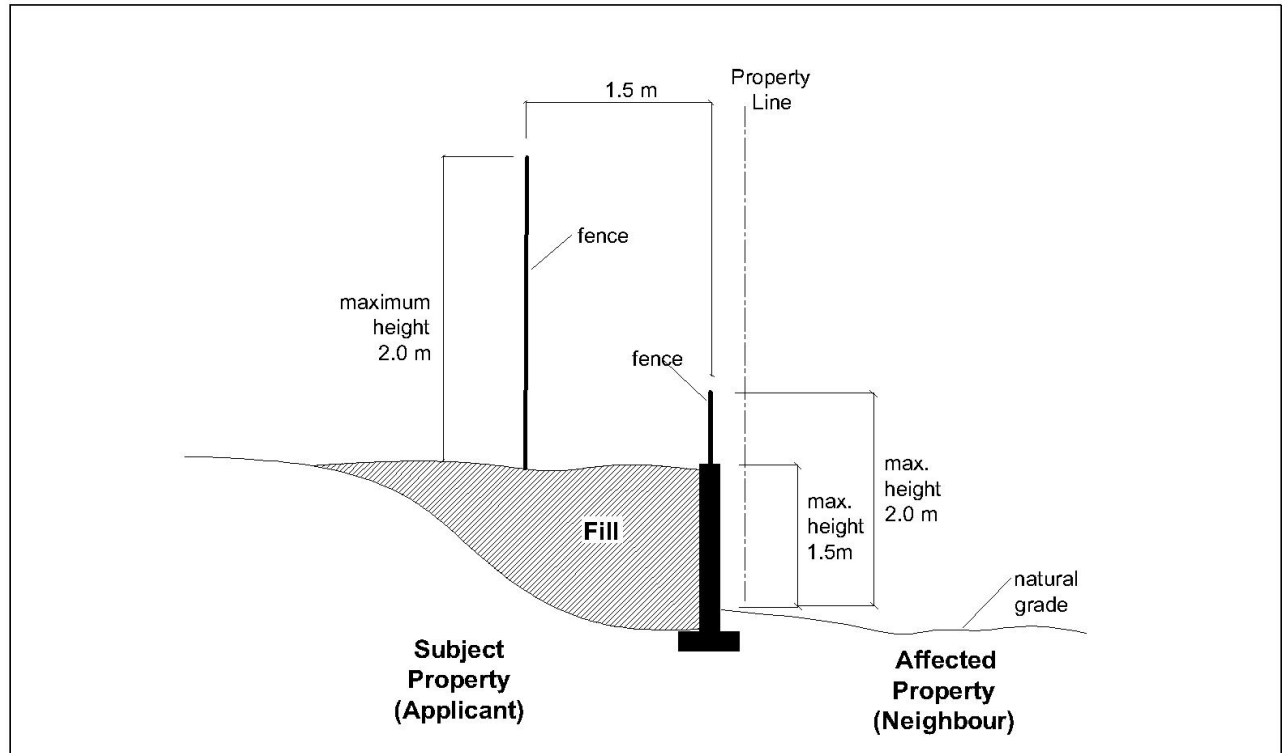 Property
Line
1.5 m
fence
maximum
height
2.0 m
fence
max.
height
2.0 m
max.
height
1.5m
Fill
natural
grade
Subject
Property
(Applicant)
Affected
Property
(Neighbour)